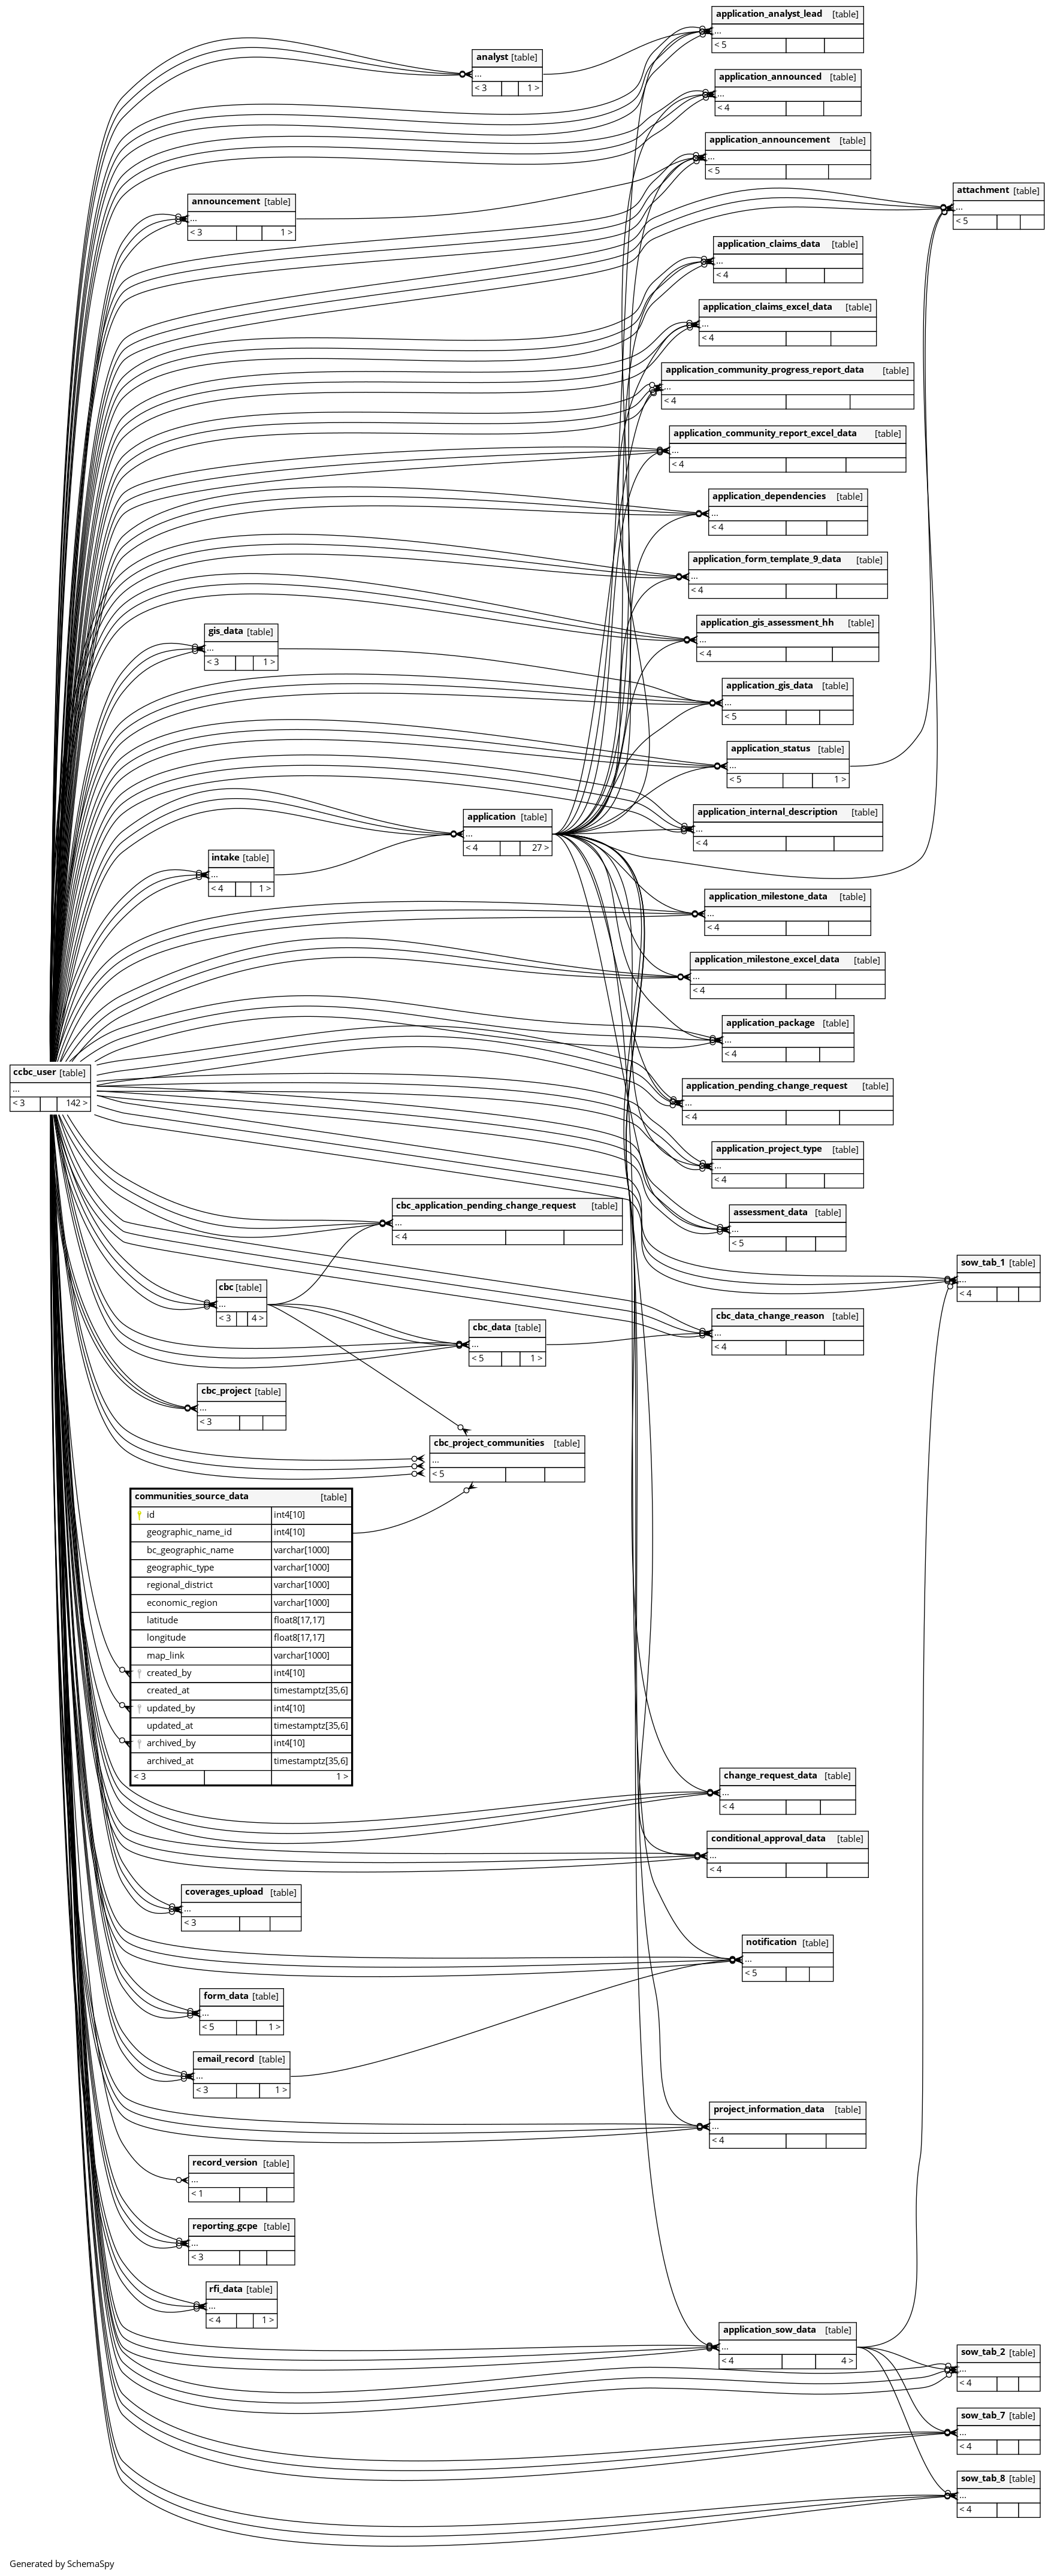 application_analyst_lead [table]
...
< 5
analyst [table]
...
< 3 1 >
application_announced [table]
...
< 4
application_announcement [table]
...
< 5
attachment [table]
...
< 5
announcement [table]
...
< 3 1 >
application_claims_data [table]
...
< 4
application_claims_excel_data [table]
...
< 4
application_community_progress_report_data [table]
...
< 4
application_community_report_excel_data [table]
...
< 4
application_dependencies [table]
...
< 4
application_form_template_9_data [table]
...
< 4
application_gis_assessment_hh [table]
...
< 4
gis_data [table]
...
< 3 1 >
application_gis_data [table]
...
< 5
application_status [table]
...
< 5 1 >
application_internal_description [table]
...
< 4
application [table]
...
< 4 27 >
intake [table]
...
< 4 1 >
application_milestone_data [table]
...
< 4
application_milestone_excel_data [table]
...
< 4
application_package [table]
...
< 4
ccbc_user [table]
...
< 3 142 >
application_pending_change_request [table]
...
< 4
application_project_type [table]
...
< 4
cbc_application_pending_change_request [table]
...
< 4
assessment_data [table]
...
< 5
sow_tab_1 [table]
...
< 4
cbc [table]
...
< 3 4 >
cbc_data_change_reason [table]
...
< 4
cbc_data [table]
...
< 5 1 >
cbc_project [table]
...
< 3
cbc_project_communities [table]
...
< 5
communities_source_data [table]
id int4[10]
geographic_name_id int4[10]
bc_geographic_name varchar[1000]
geographic_type varchar[1000]
regional_district varchar[1000]
economic_region varchar[1000]
latitude float8[17,17]
longitude float8[17,17]
map_link varchar[1000]
created_by int4[10]
created_at timestamptz[35,6]
updated_by int4[10]
updated_at timestamptz[35,6]
archived_by int4[10]
archived_at timestamptz[35,6]
< 3 1 >
change_request_data [table]
...
< 4
conditional_approval_data [table]
...
< 4
coverages_upload [table]
...
< 3
notification [table]
...
< 5
form_data [table]
...
< 5 1 >
email_record [table]
...
< 3 1 >
project_information_data [table]
...
< 4
record_version [table]
...
< 1
reporting_gcpe [table]
...
< 3
rfi_data [table]
...
< 4 1 >
application_sow_data [table]
...
< 4 4 >
sow_tab_2 [table]
...
< 4
sow_tab_7 [table]
...
< 4
sow_tab_8 [table]
...
< 4
Generated by SchemaSpy